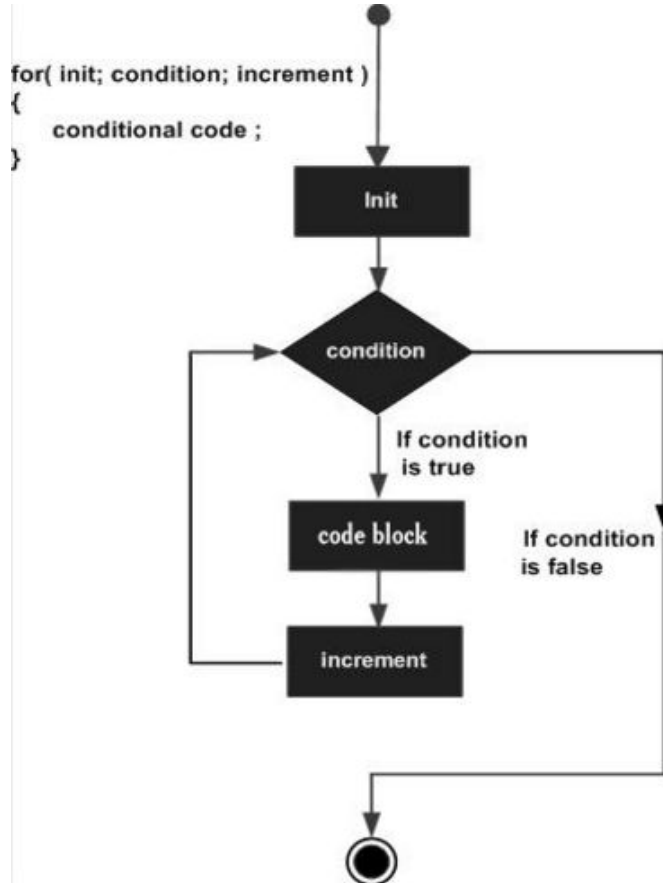 for( init; condition; increment )
{
conditional code ;
}
Init
condition
If condition
is true
code block
If condition
is false
increment